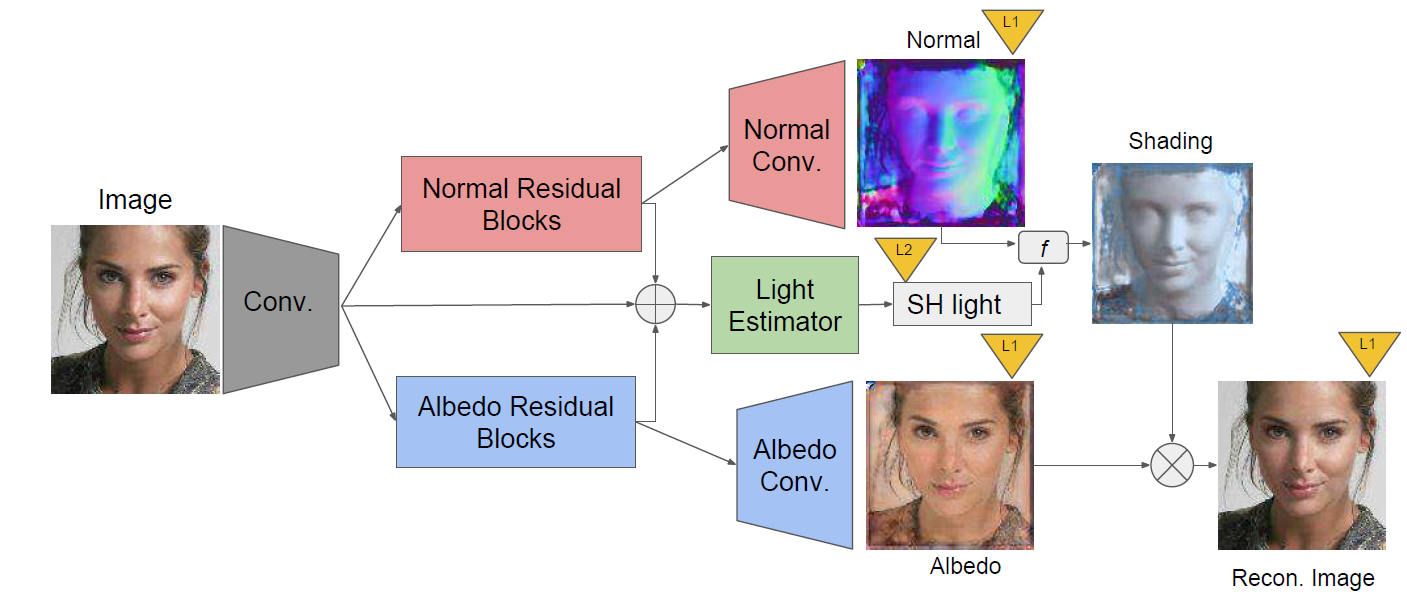 Image
Conv.
Normal Residual
Blocks
Albedo Residual
Blocks
Normal
Conv.
Light
Estimator
Albedo
Conv.
Normal
L1
L2
SH light
f
Shading
L1
Albedo
L1
Recon. Image